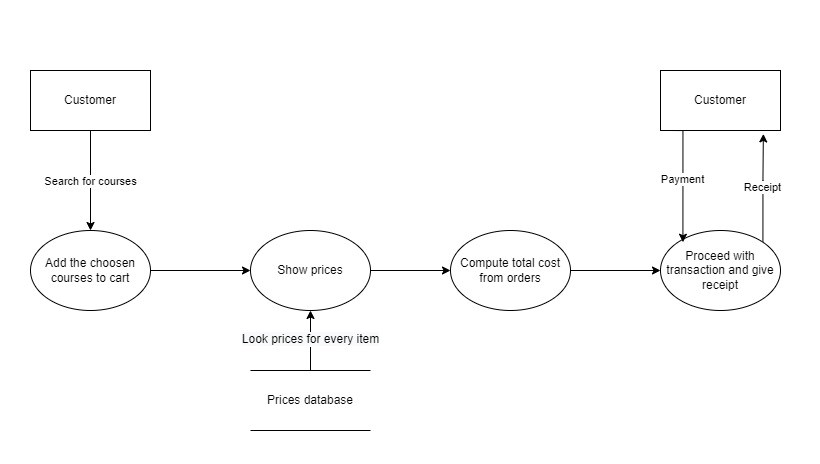 Customer
Customer
Search for courses
Payment
Receipt
Add the choosen
courses to cart
Show prices
Compute total cost
from orders
Proceed with
transaction and give
receipt
Look prices for every item
Prices database